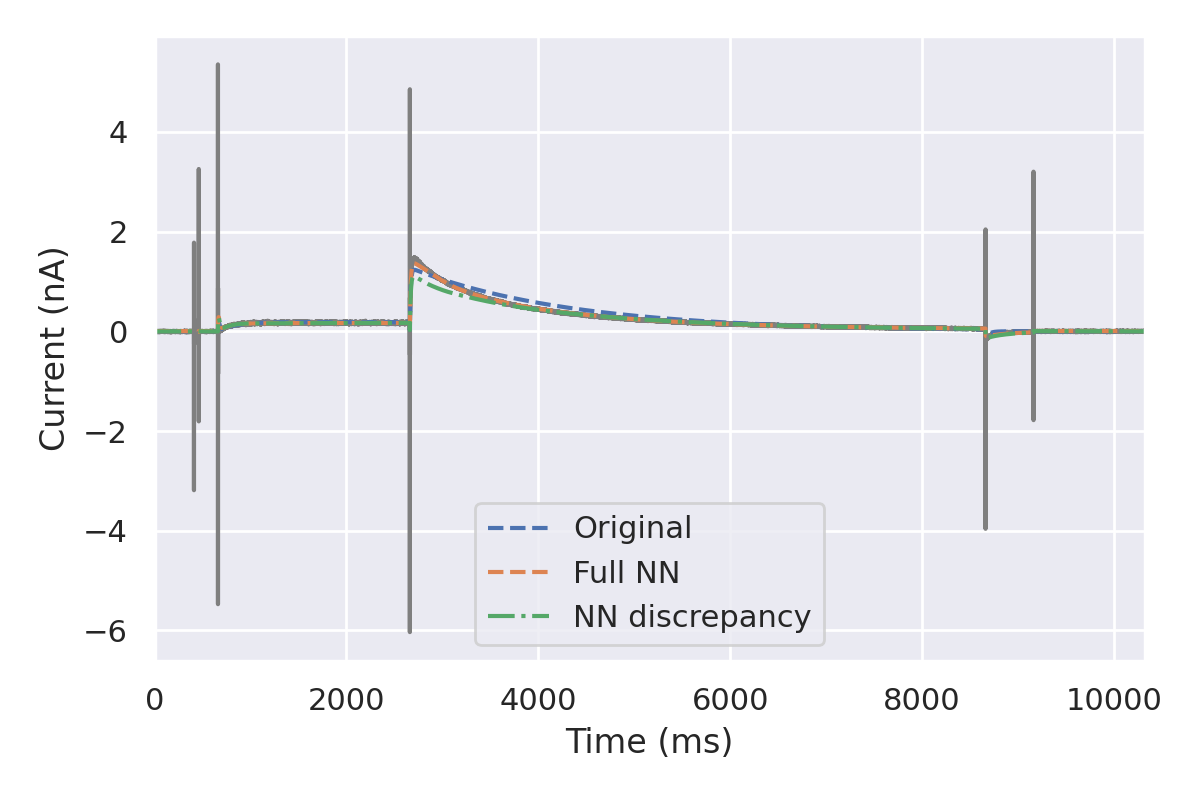 4
2
0
−2
−4
−6
Current (nA)
Original
Full NN
NN discrepancy
0 2000 4000 6000 8000 10000
Time (ms)